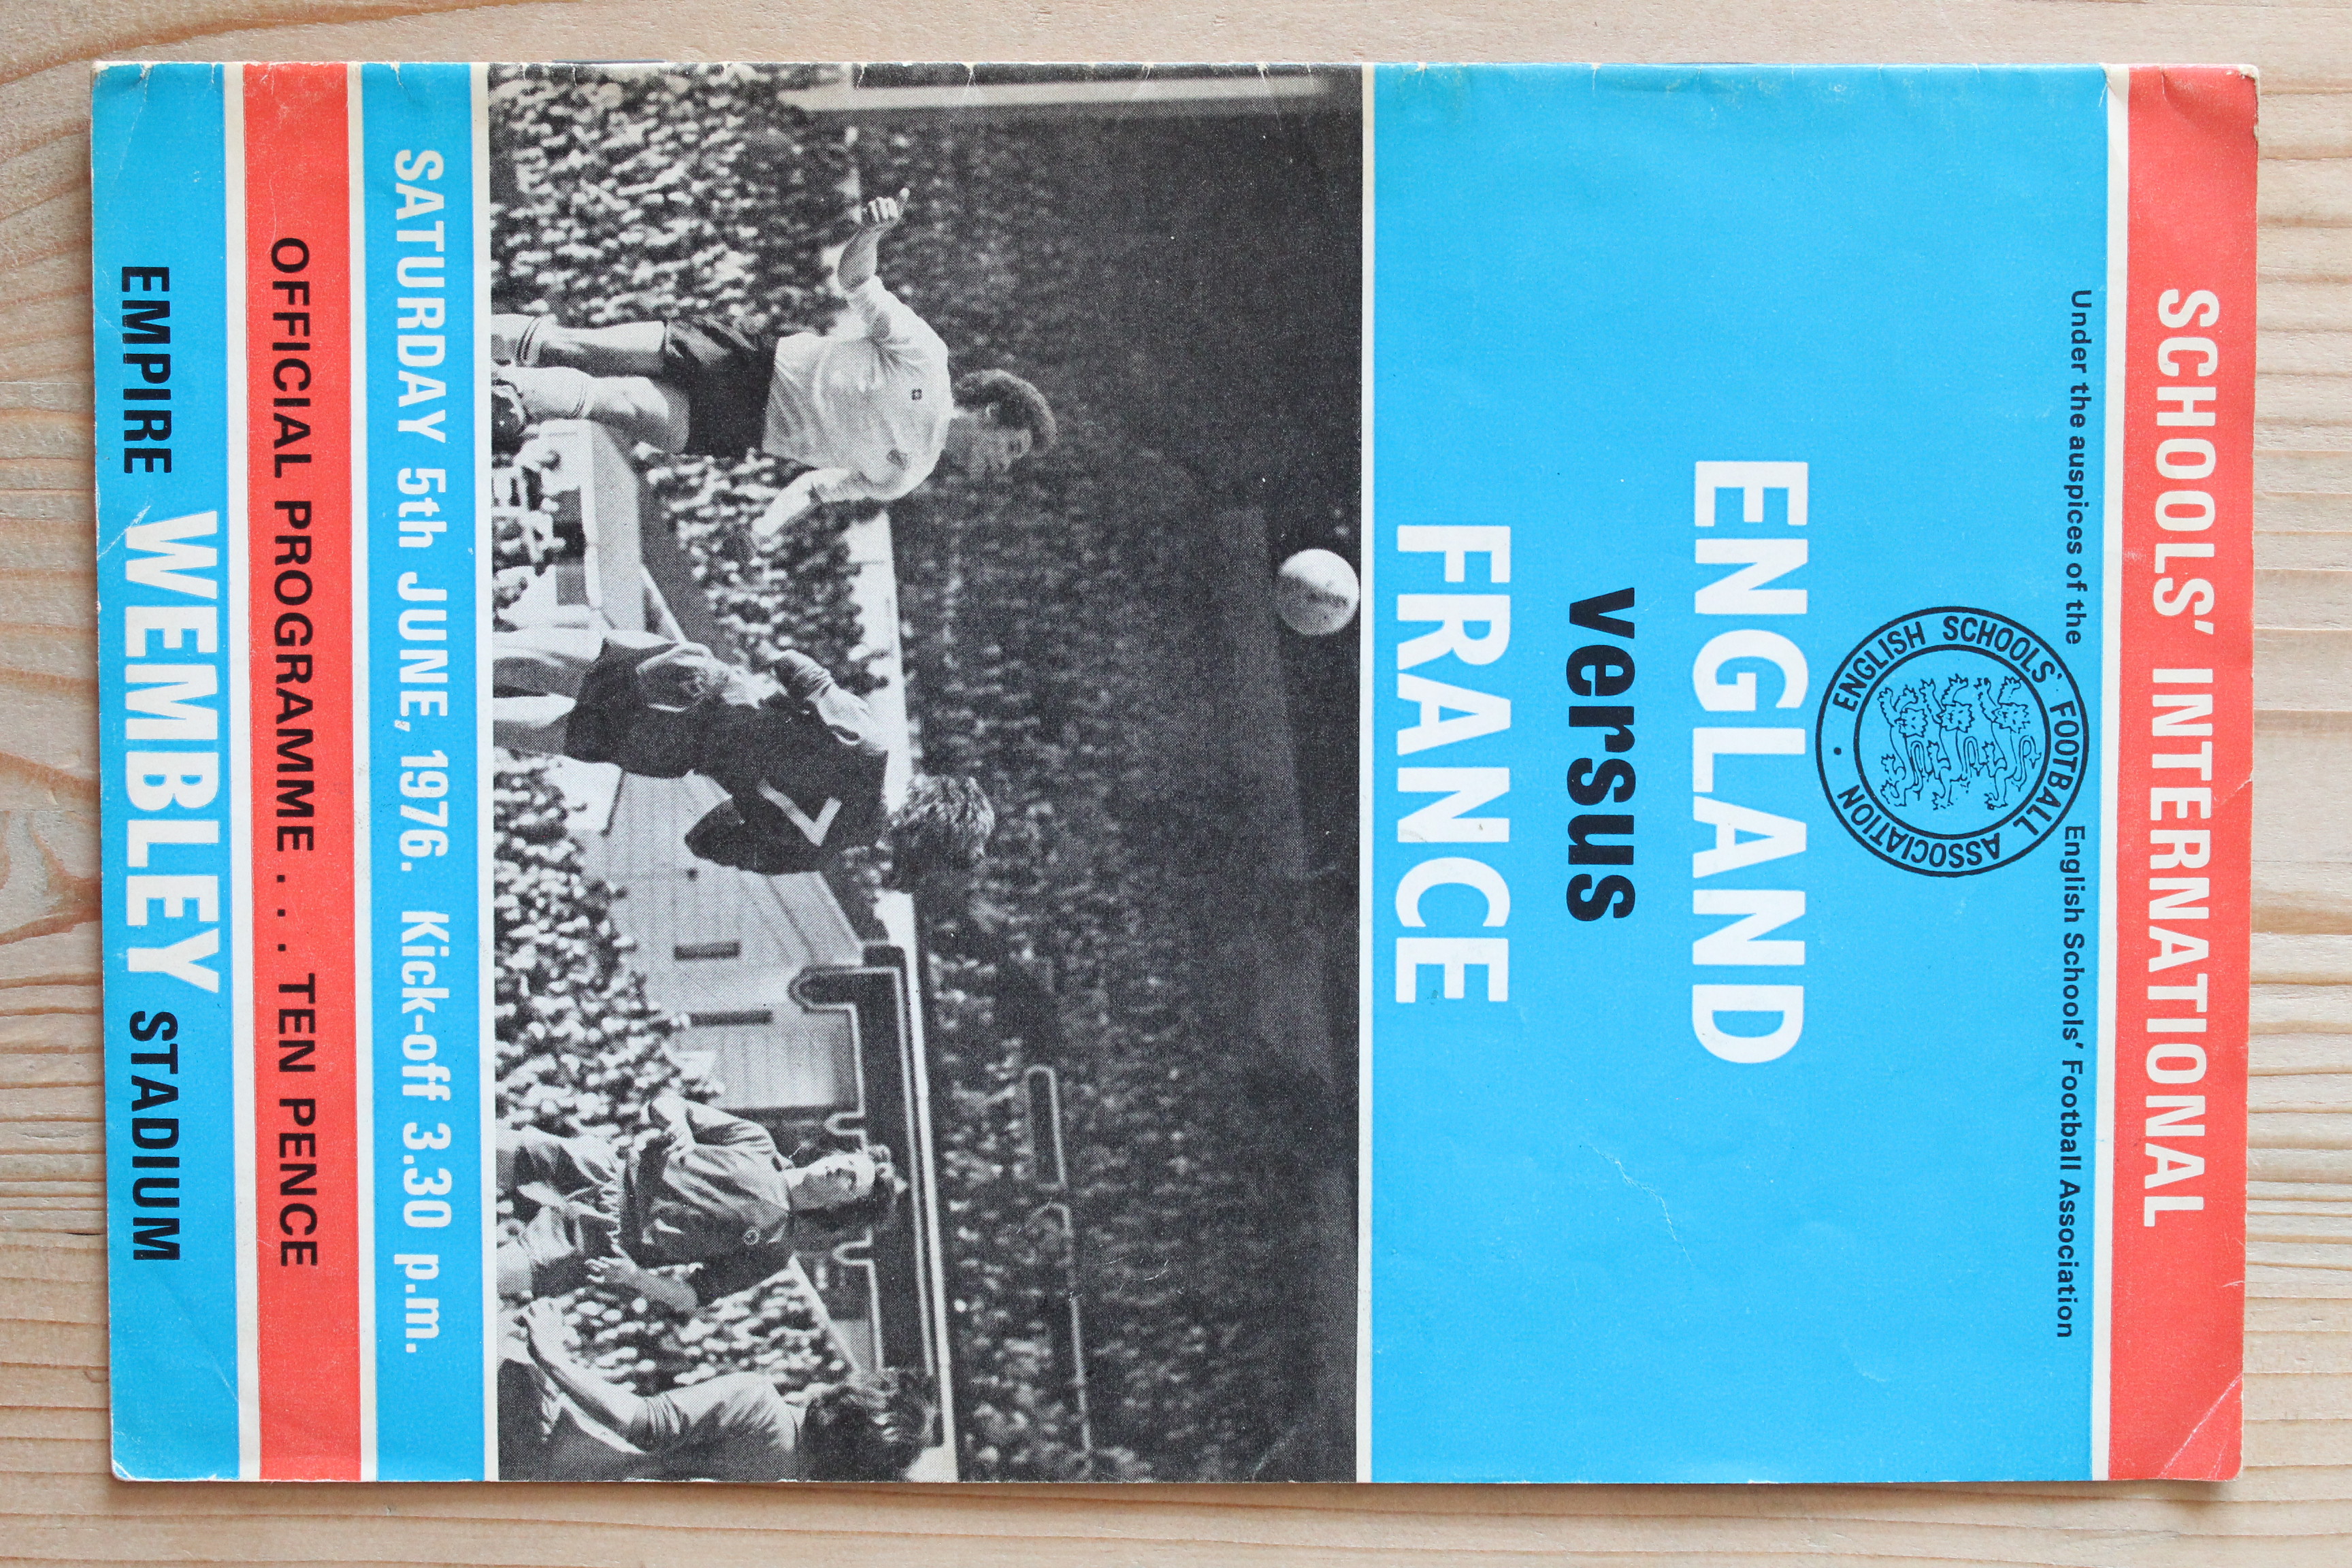 SCHOOLS' INTERNATIONAL
Under the auspices of the English Schools' Football Association
ENGLISH SCHOOLS' FOOTBALL ASSOCIATION
ENGLAND
versus
FRANCE
SATURDAY 5th JUNE, 1976. Kick-off 3.30 p.m.
OFFICIAL PROGRAMME . . . TEN PENCE
EMPIRE WEMBLEY STADIUM